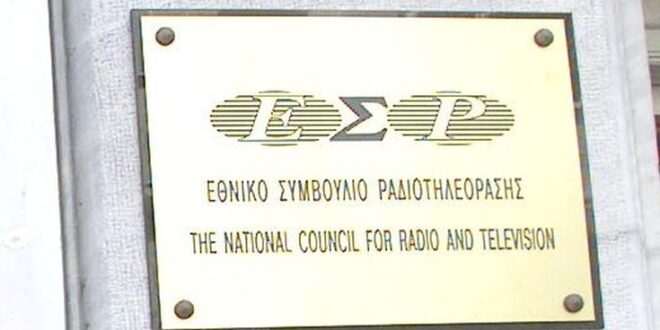 ΕΣΡ
ΕΘΝΙΚΟ ΣΥΜΒΟΥΛΙΟ ΡΑΔΙΟΤΗΛΕΟΡΑΣΗΣ
THE NATIONAL COUNCIL FOR RADIO AND TELEVISION